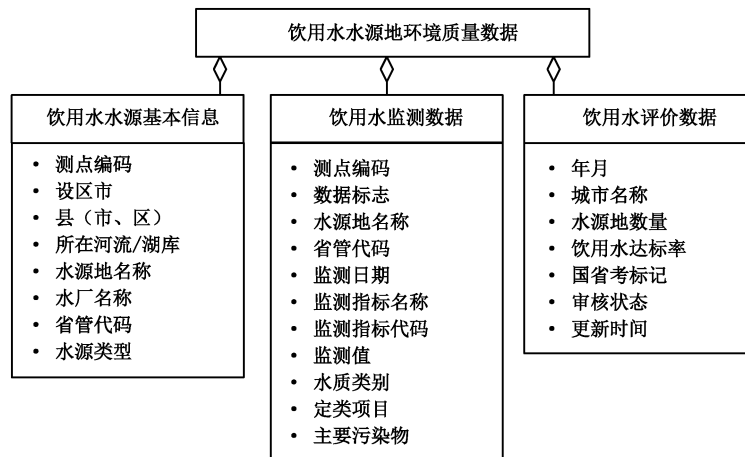 饮用水水源地环境质量数据
饮用水水源基本信息
• 测点编码
• 设区市
• 县（市、区）
• 所在河流/湖库
• 水源地名称
• 水厂名称
• 省管代码
• 水源类型
饮用水监测数据
• 测点编码
• 数据标志
• 水源地名称
• 省管代码
• 监测日期
• 监测指标名称
• 监测指标代码
• 监测值
• 水质类别
• 定类项目
• 主要污染物
饮用水评价数据
• 年月
• 城市名称
• 水源地数量
• 饮用水达标率
• 国省考标记
• 审核状态
• 更新时间